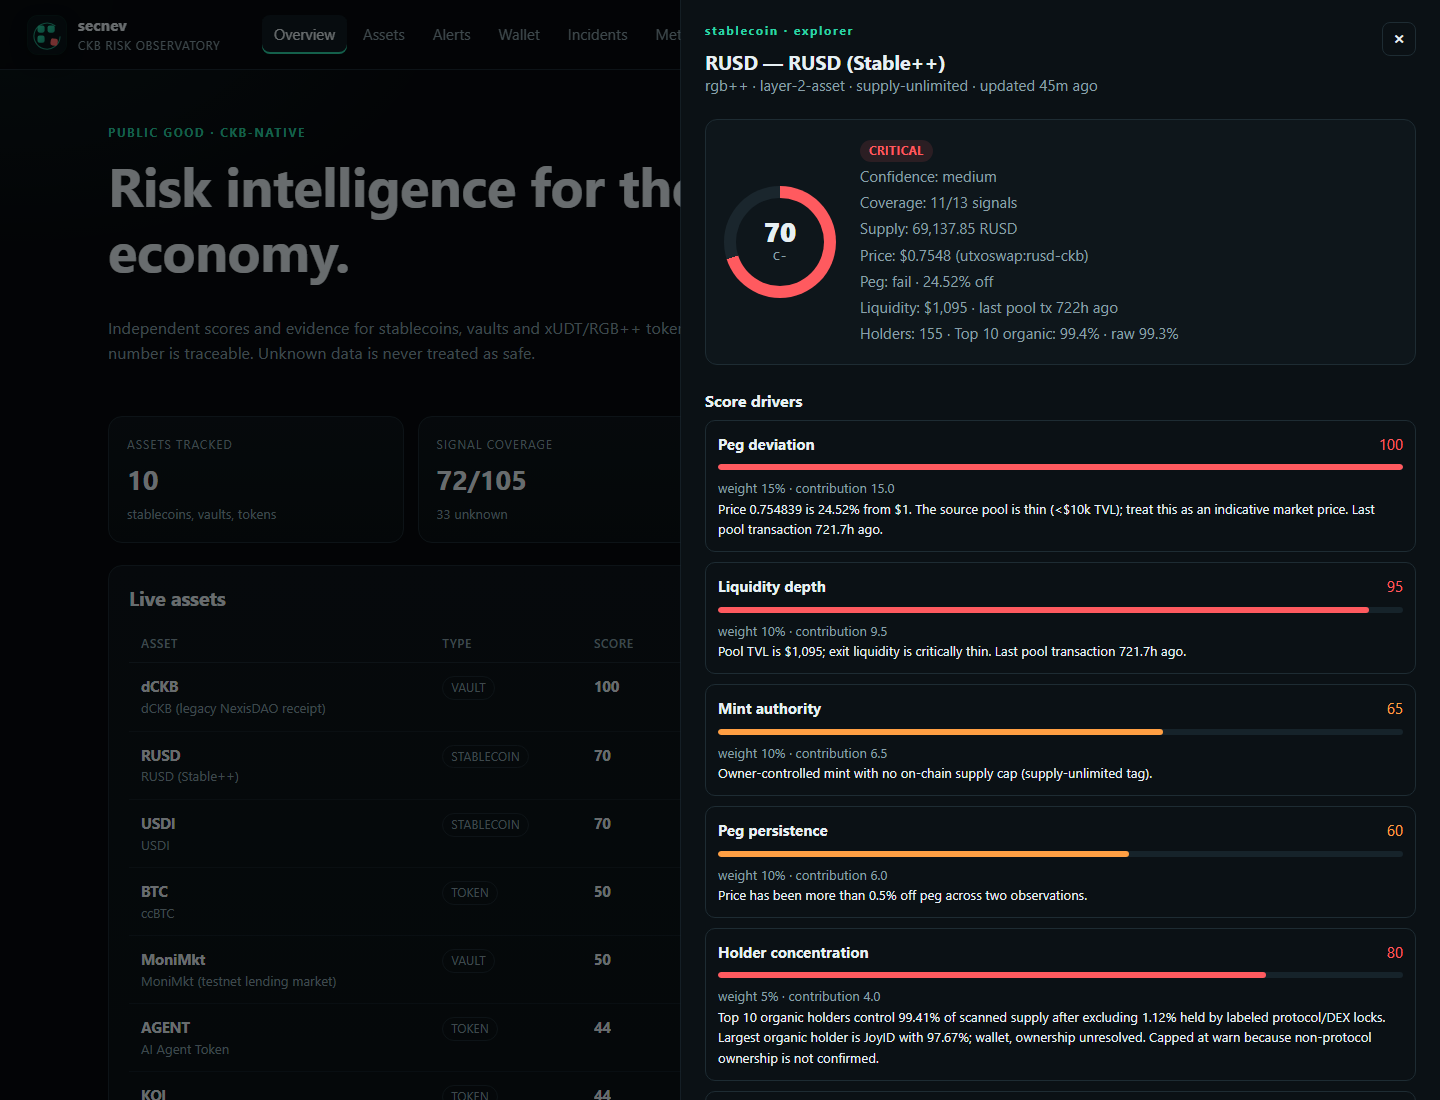 secnev
CKB RISK OBSERVATORY
Overview
Assets
Alerts
Wallet
Incidents
Met
PUBLIC GOOD · CKB-NATIVE
Risk intelligence for the
economy.
Independent scores and evidence for stablecoins, vaults and xUDT/RGB++ token
number is traceable. Unknown data is never treated as safe.
ASSETS TRACKED
10
stablecoins, vaults, tokens
SIGNAL COVERAGE
72/105
33 unknown
Live assets
ASSET TYPE SCORE
dCKB VAULT 100
dCKB (legacy NexisDAO receipt)
RUSD STABLECOIN 70
RUSD (Stable++)
USDI STABLECOIN 70
USDI
BTC TOKEN 50
ccBTC
MoniMkt VAULT 50
MoniMkt (testnet lending market)
AGENT TOKEN 44
AI Agent Token
KOI TOKEN 44
stablecoin · explorer
×
RUSD — RUSD (Stable++)
rgb++ · layer-2-asset · supply-unlimited · updated 45m ago
70
C-
CRITICAL
Confidence: medium
Coverage: 11/13 signals
Supply: 69,137.85 RUSD
Price: $0.7548 (utxoswap:rusd-ckb)
Peg: fail · 24.52% off
Liquidity: $1,095 · last pool tx 722h ago
Holders: 155 · Top 10 organic: 99.4% · raw 99.3%
Score drivers
Peg deviation 100
weight 15% · contribution 15.0
Price 0.754839 is 24.52% from $1. The source pool is thin (<$10k TVL); treat this as an indicative market price. Last
pool transaction 721.7h ago.
Liquidity depth 95
weight 10% · contribution 9.5
Pool TVL is $1,095; exit liquidity is critically thin. Last pool transaction 721.7h ago.
Mint authority 65
weight 10% · contribution 6.5
Owner-controlled mint with no on-chain supply cap (supply-unlimited tag).
Peg persistence 60
weight 10% · contribution 6.0
Price has been more than 0.5% off peg across two observations.
Holder concentration 80
weight 5% · contribution 4.0
Top 10 organic holders control 99.41% of scanned supply after excluding 1.12% held by labeled protocol/DEX locks.
Largest organic holder is JoyID with 97.67%; wallet, ownership unresolved. Capped at warn because non-protocol
ownership is not confirmed.